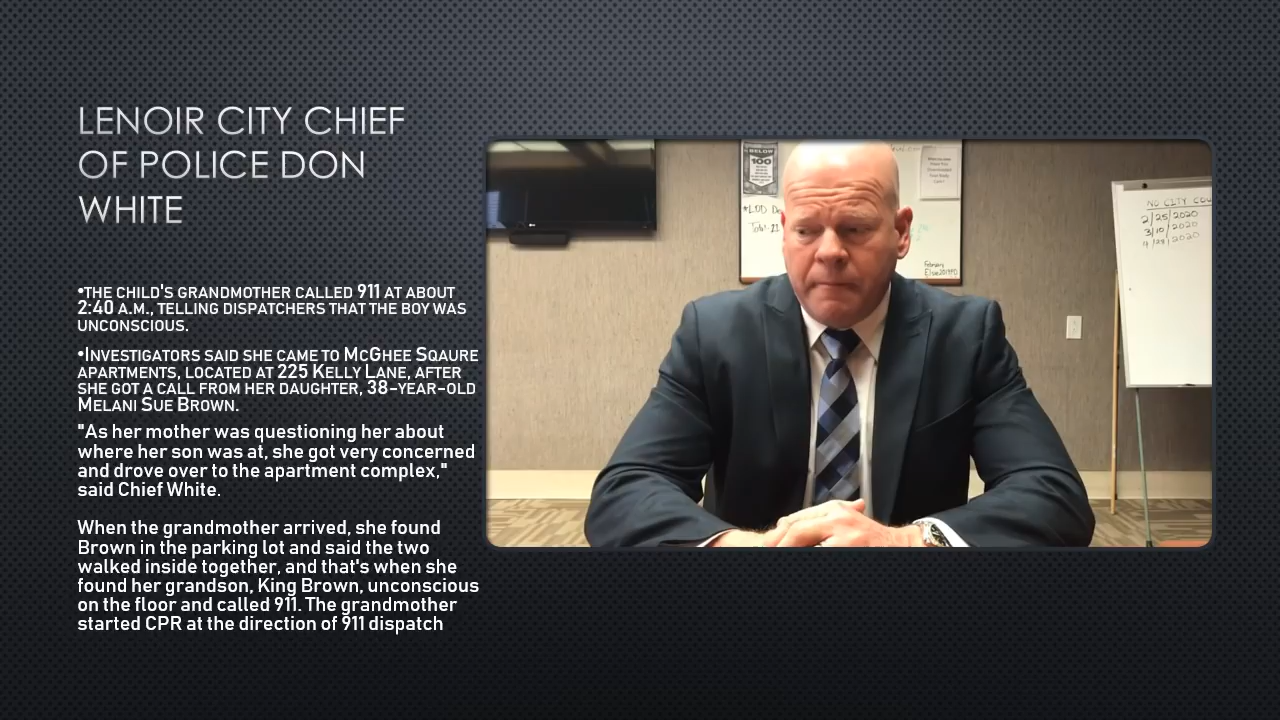 LENOIR CITY CHIEF
OF POLICE DON
WHITE
•THE CHILD'S GRANDMOTHER CALLED 911 AT ABOUT
2:40 A.M., TELLING DISPATCHERS THAT THE BOY WAS
UNCONSCIOUS.
•INVESTIGATORS SAID SHE CAME TO MCGHEE SQAURE
APARTMENTS, LOCATED AT 225 KELLY LANE, AFTER
SHE GOT A CALL FROM HER DAUGHTER, 38-YEAR-OLD
MELANI SUE BROWN.
"As her mother was questioning her about
where her son was at, she got very concerned
and drove over to the apartment complex,"
said Chief White.
When the grandmother arrived, she found
Brown in the parking lot and said the two
walked inside together, and that's when she
found her grandson, King Brown, unconscious
on the floor and called 911. The grandmother
started CPR at the direction of 911 dispatch
BELOW
100
Total: 21
February
NO CITY COU
2/25/2020
3/10/2020